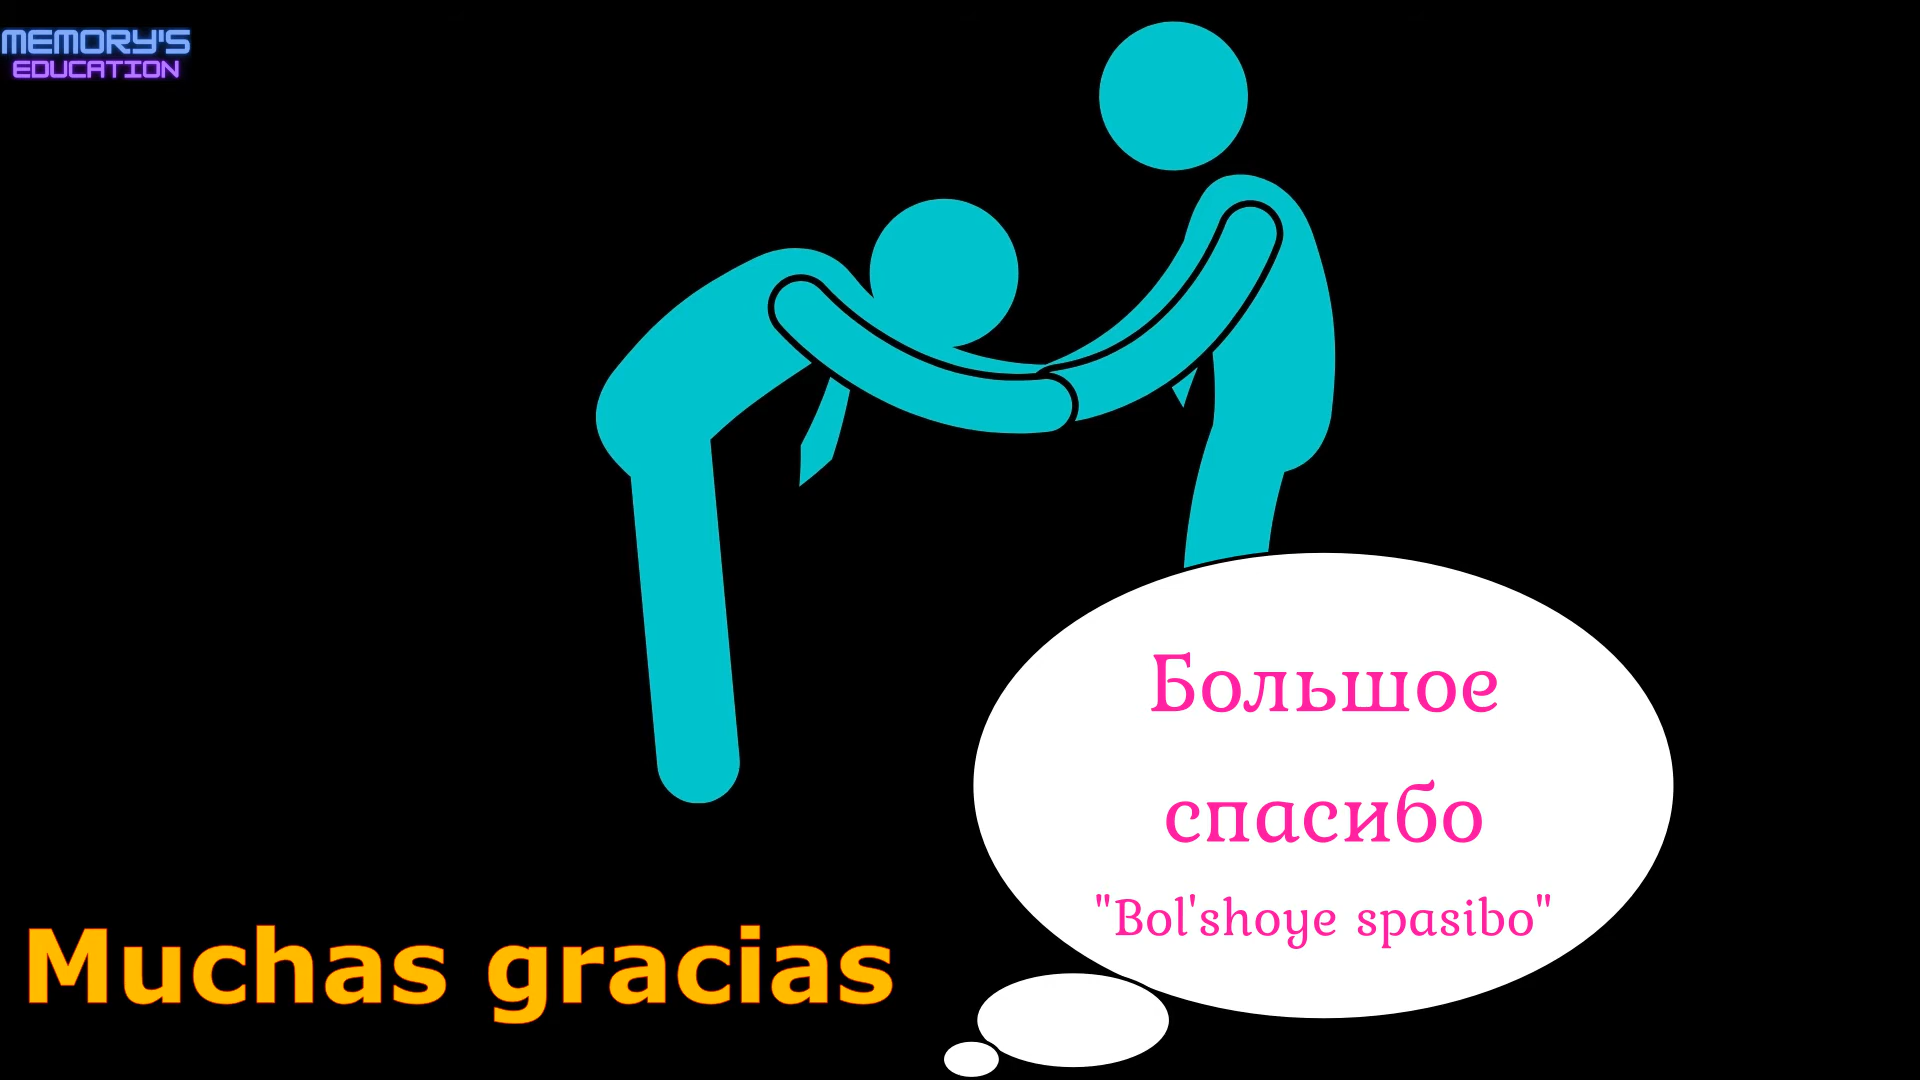 MEMORY'S
EDUCATION
Большое
спасибо
"Bol'shoye spasibo"
Muchas gracias